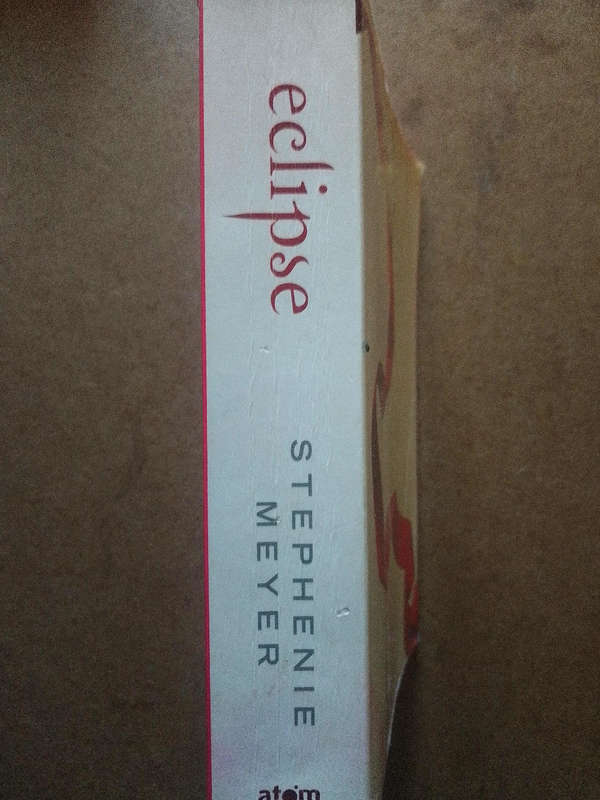 eclipse
STEPHENIE
MEYER
atom